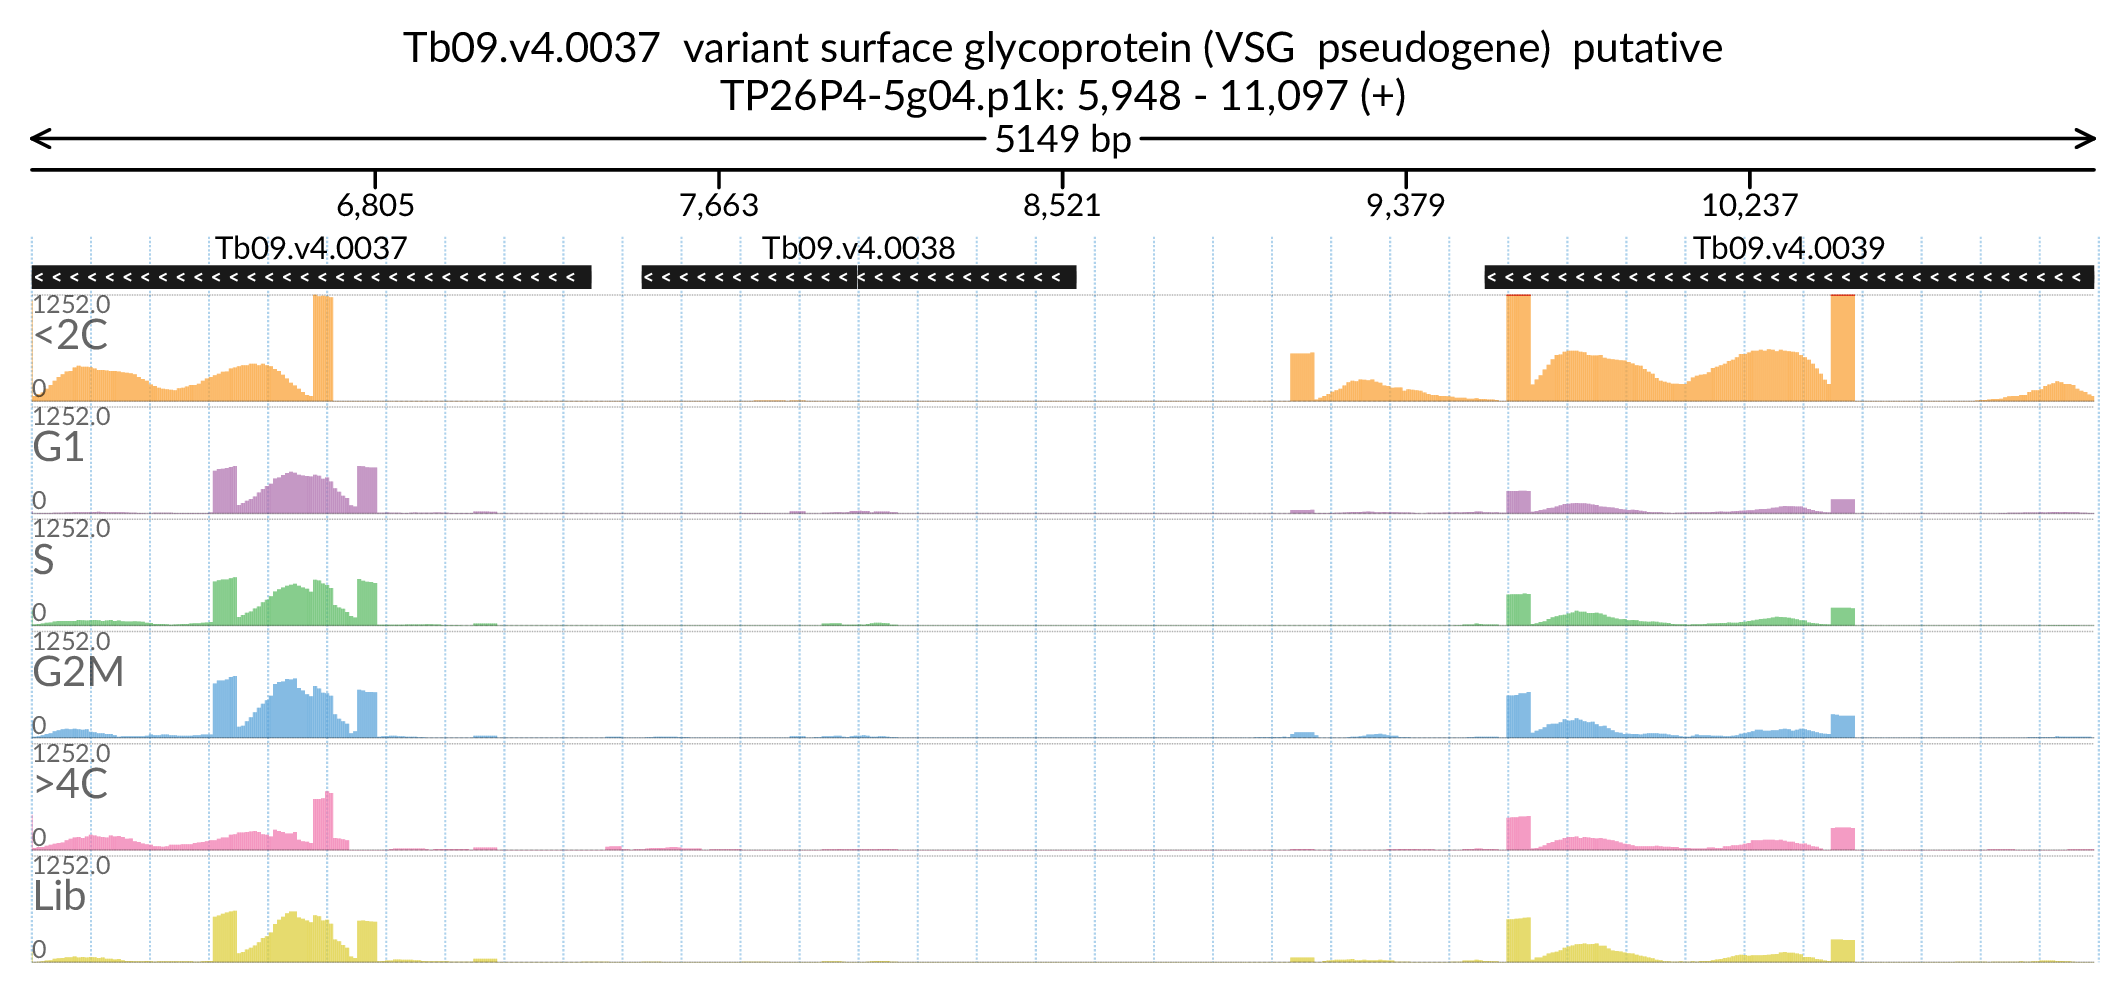 Tb09.v4.0037 variant surface glycoprotein (VSG pseudogene) putative
TP26P4-5g04.p1k: 5,948 - 11,097 (+)
5149 bp
6,805 7,663 8,521 9,379 10,237
Tb09.v4.0037 Tb09.v4.0038 Tb09.v4.0039
1252.0
<2C
0
1252.0
G1
0
1252.0
S
0
1252.0
G2M
0
1252.0
>4C
0
1252.0
Lib
0